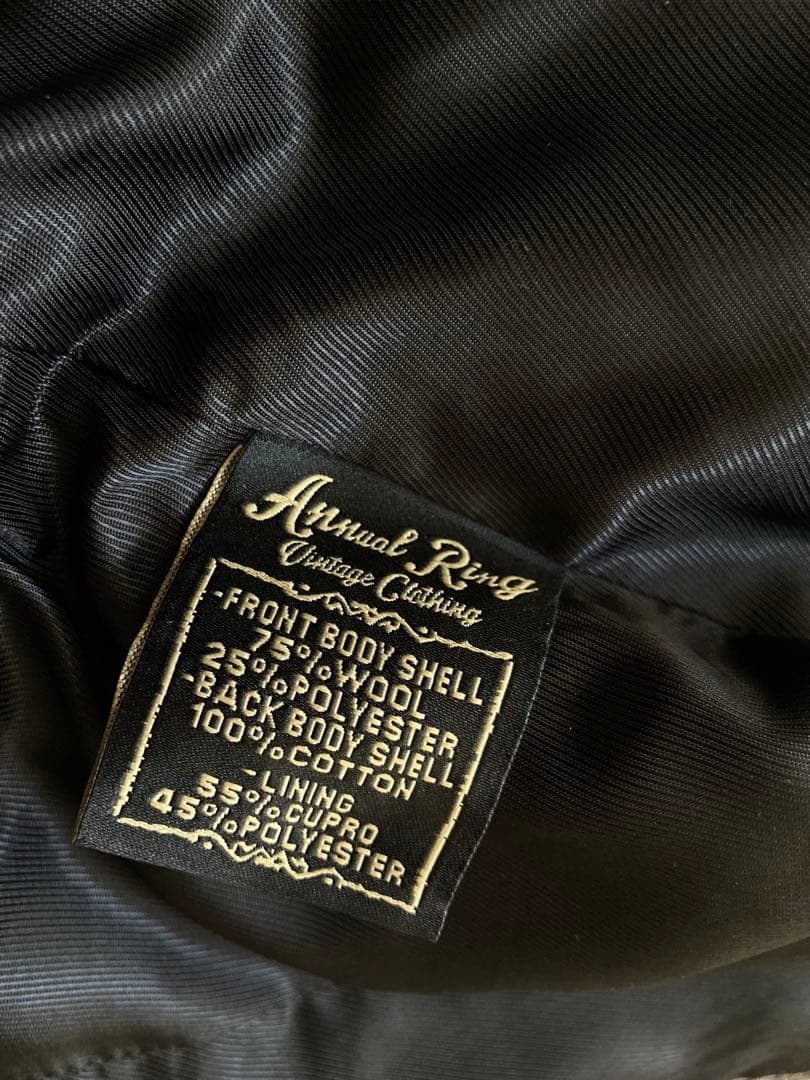 Annual Ring
Vintage Clothing
-FRONT BODY SHELL
75%WOOL
25%POLYESTER
-BACK BODY SHELL
100%COTTON
-LINING
55%CUPRO
45%POLYESTER